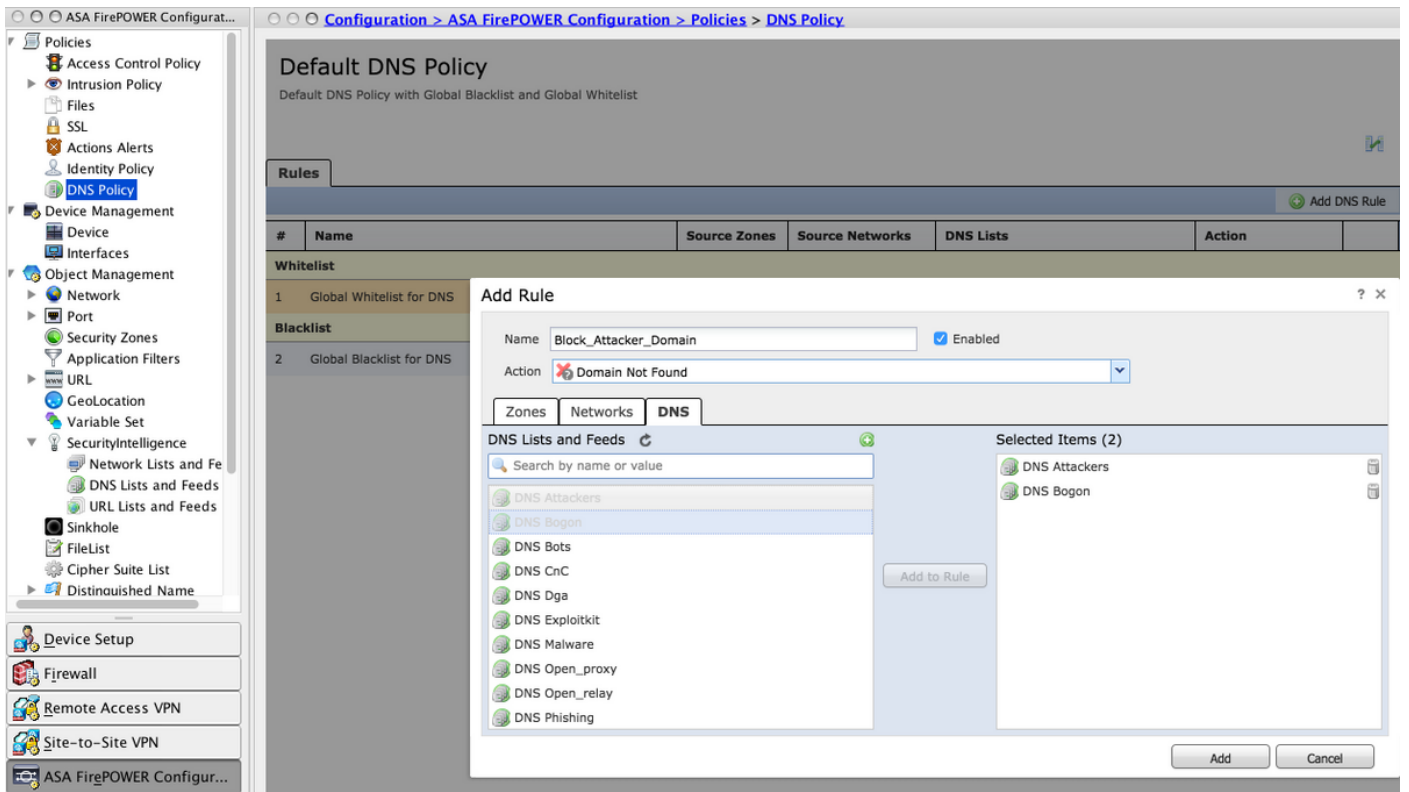 ASA FirePOWER Configurat...
Policies
Access Control Policy
Intrusion Policy
Files
SSL
Actions Alerts
Identity Policy
DNS Policy
Device Management
Device
Interfaces
Object Management
Network
Port
Security Zones
Application Filters
www URL
GeoLocation
Variable Set
SecurityIntelligence
Network Lists and Fe
DNS Lists and Feeds
URL Lists and Feeds
Sinkhole
FileList
Cipher Suite List
Distinguished Name
Device Setup
Firewall
Remote Access VPN
Site-to-Site VPN
ASA FirePOWER Configur...
Configuration > ASA FirePOWER Configuration > Policies > DNS Policy
Default DNS Policy
Default DNS Policy with Global Blacklist and Global Whitelist
Rules
Add DNS Rule
# Name Source Zones Source Networks DNS Lists Action
Whitelist
1 Global Whitelist for DNS
Blacklist
2 Global Blacklist for DNS
Add Rule ? ×
Name Block_Attacker_Domain Enabled
Action Domain Not Found
Zones Networks DNS
DNS Lists and Feeds
Search by name or value
DNS Attackers
DNS Bogon
DNS Bots
DNS CnC
DNS Dga
DNS Exploitkit
DNS Malware
DNS Open_proxy
DNS Open_relay
DNS Phishing
Add to Rule
Selected Items (2)
DNS Attackers
DNS Bogon
Add Cancel